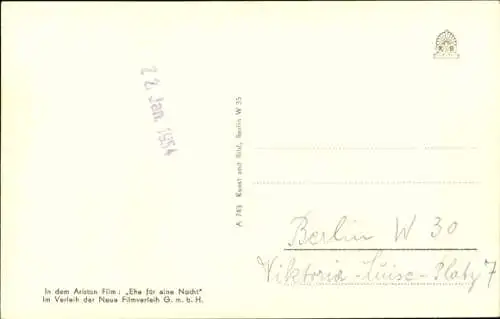 K B
22. Jan. 1954
A 783 Kunst und Bild, Berlin W 35
Berlin W 30
Viktoria-Luise-Platz 7
In dem Ariston Film: „Ehe für eine Nacht"
Im Verleih der Neue Filmverleih G. m. b. H.